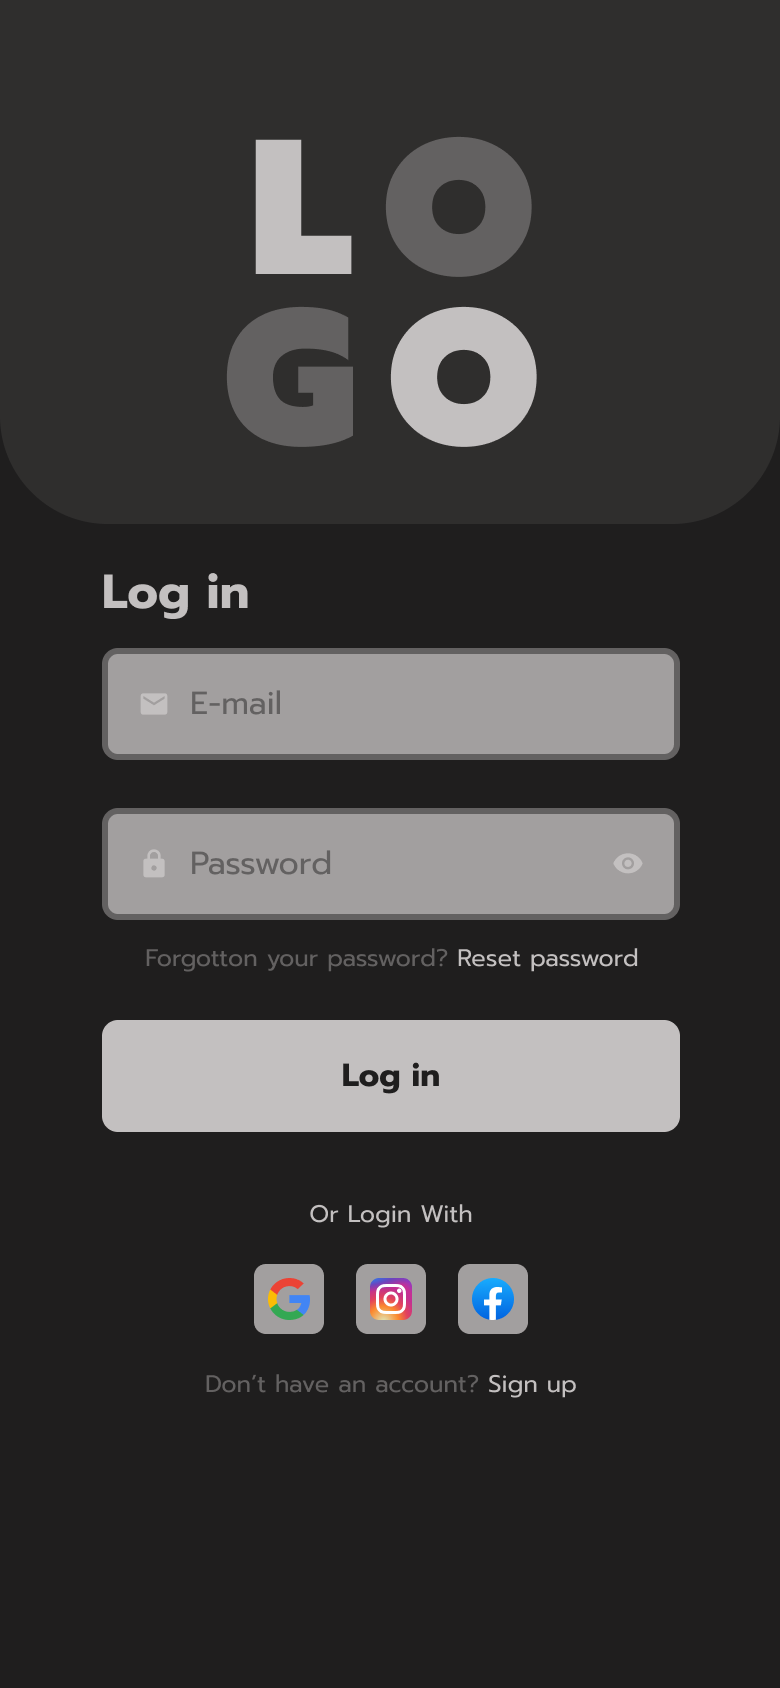 LO
GO
Log in
E-mail
Password
Forgotton your password? Reset password
Log in
Or Login With
Don’t have an account? Sign up